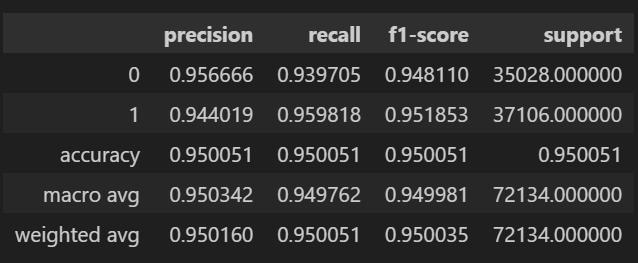 precision recall f1-score support
0 0.956666 0.939705 0.948110 35028.000000
1 0.944019 0.959818 0.951853 37106.000000
accuracy 0.950051 0.950051 0.950051 0.950051
macro avg 0.950342 0.949762 0.949981 72134.000000
weighted avg 0.950160 0.950051 0.950035 72134.000000